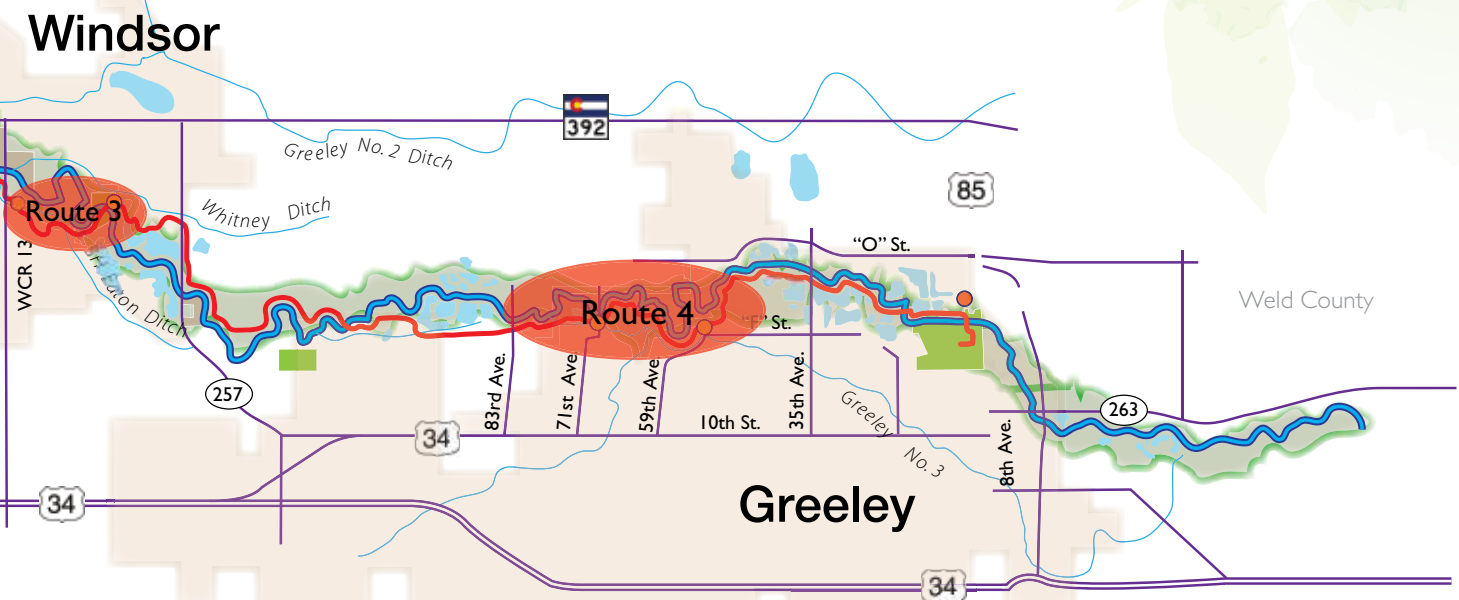 Windsor
392
Greeley No. 2 Ditch
85
Whitney Ditch
Route 3
"O" St.
WCR 13
Eaton Ditch
Weld County
Route 4
"F" St.
257
83rd Ave.
71st Ave.
59th Ave.
35th Ave.
10th St.
Greeley No. 3
263
34
8th Ave.
34
Greeley
34